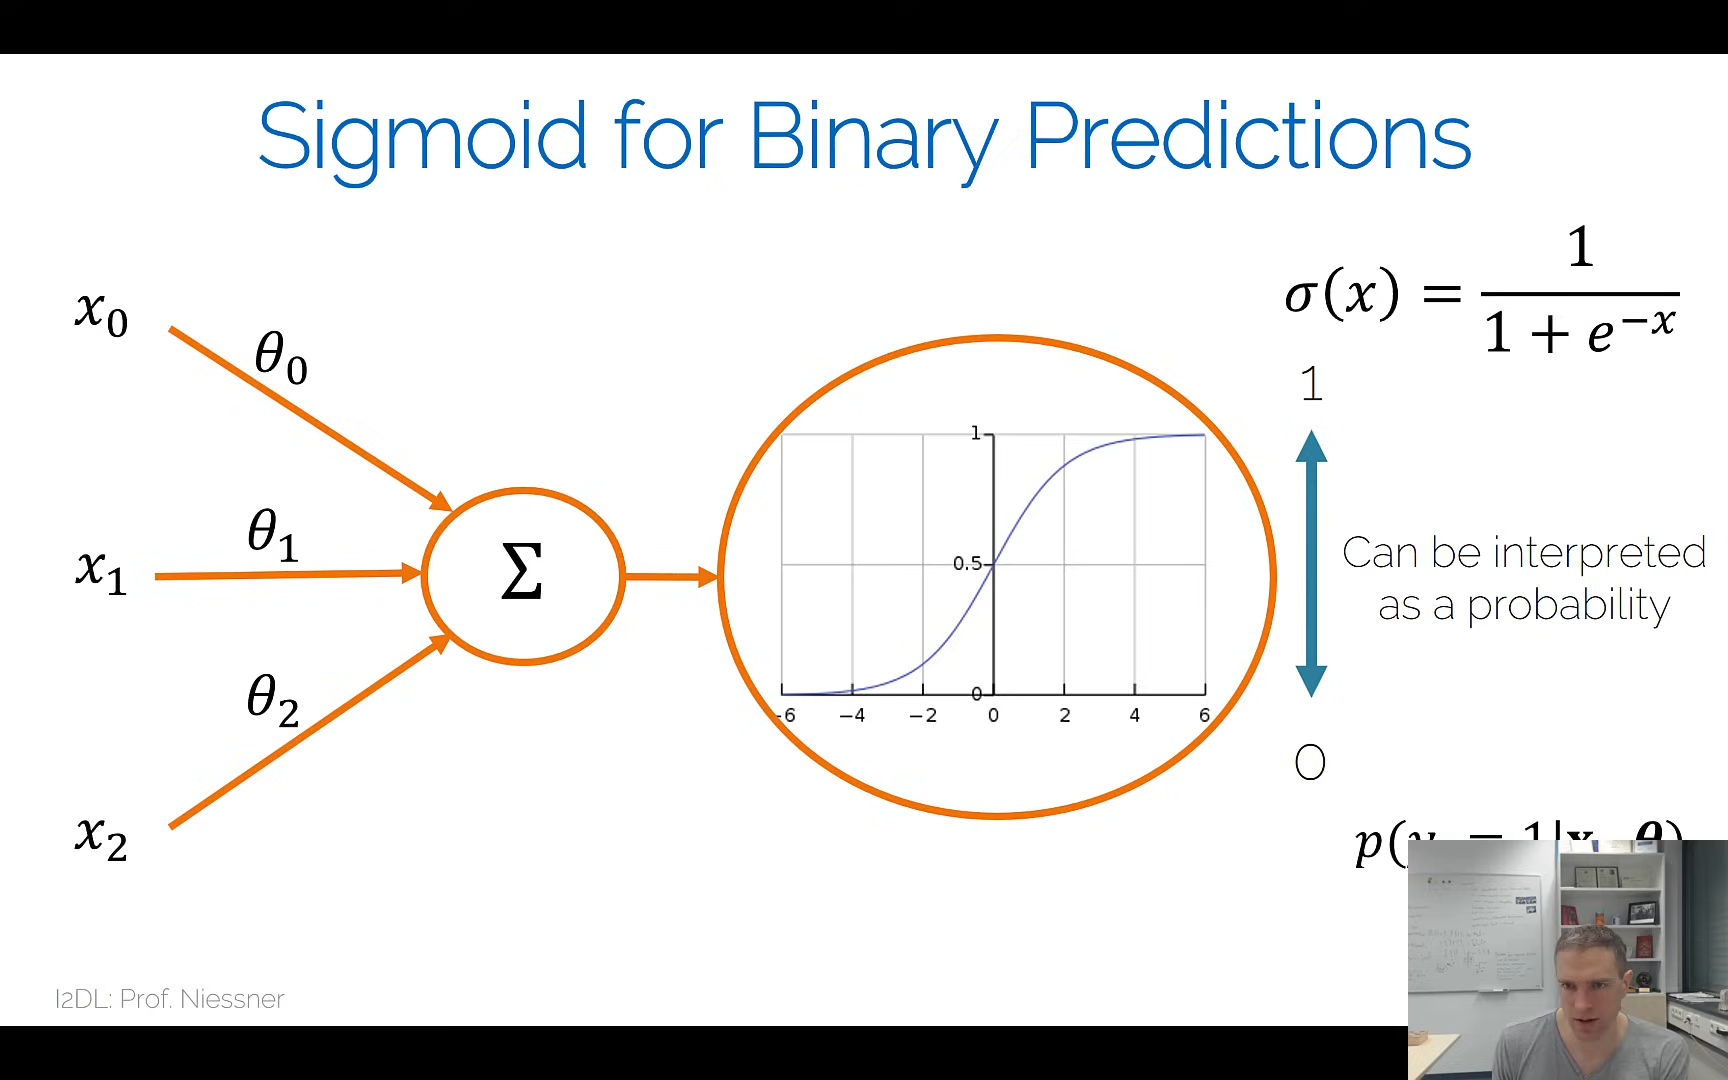 Sigmoid for Binary Predictions
σ(x) = 1 / (1 + e^{−x})
x₀
θ₀
x₁
θ₁
x₂
θ₂
Σ
1
0.5
0
-6 −4 −2 0 2 4 6
1
Can be interpreted
as a probability
0
p(y = 1|x θ)
I2DL: Prof. Niessner